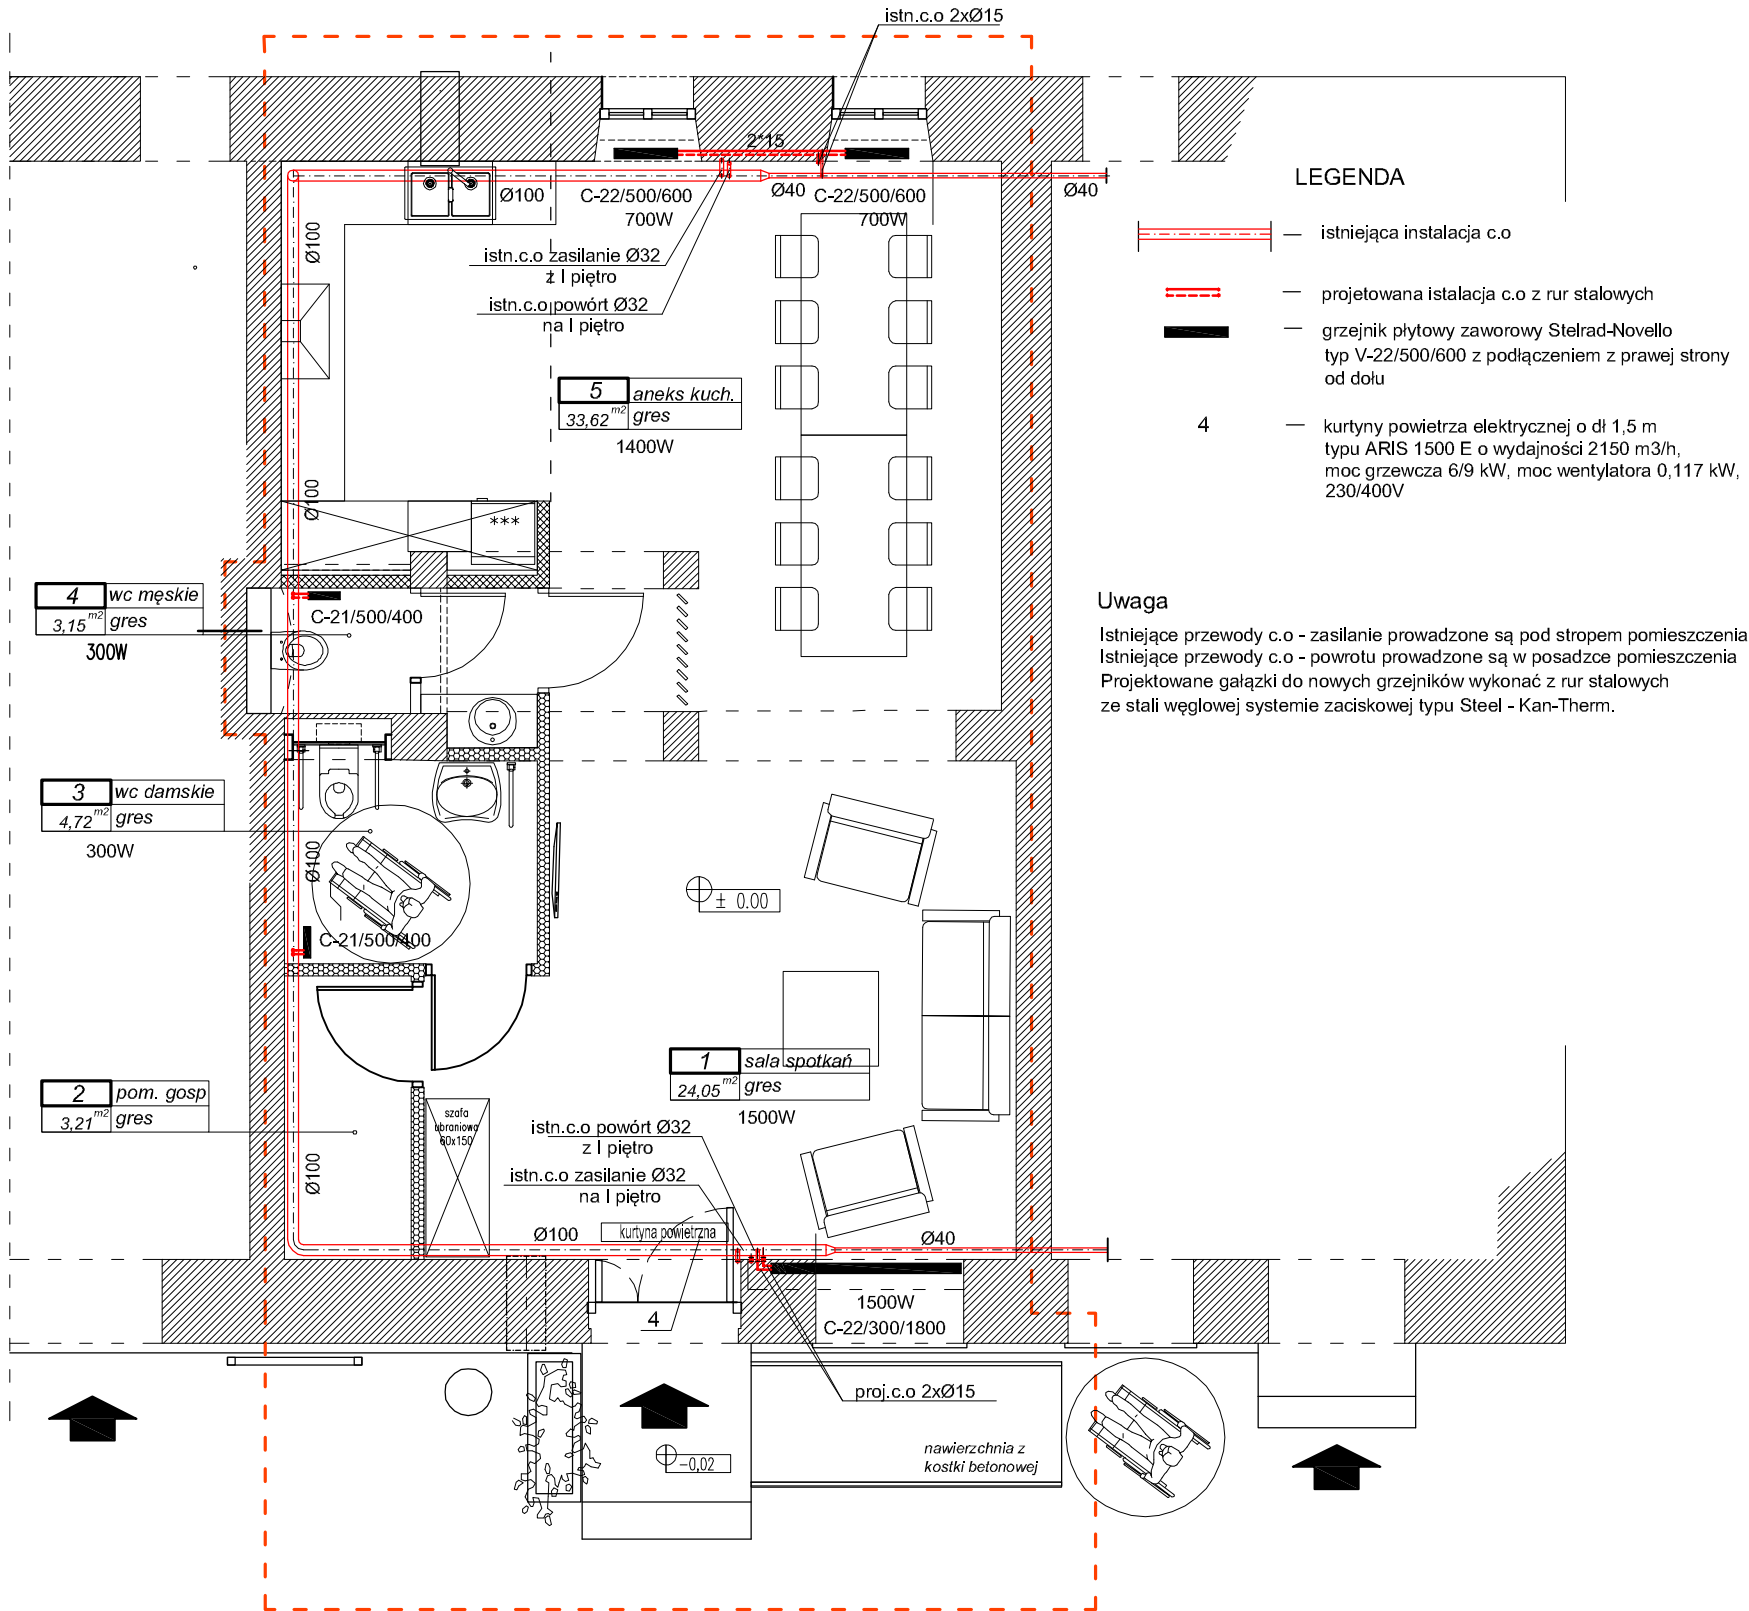 istn.c.o 2xØ15
2*15
Ø100
C-22/500/600
700W
Ø40
C-22/500/600
700W
Ø40
Ø100
istn.c.o zasilanie Ø32
z I piętro
istn.c.o powórt Ø32
na I piętro
5 aneks kuch.
33,62 m2 gres
1400W
Ø100
***
4 wc męskie
3,15 m2 gres
300W
C-21/500/400
3 wc damskie
4,72 m2 gres
300W
Ø100
C-21/500/400
± 0.00
1 sala spotkań
24,05 m2 gres
1500W
2 pom. gosp
3,21 m2 gres
szafa
ubraniowa
60x150
Ø100
istn.c.o powórt Ø32
z I piętro
istn.c.o zasilanie Ø32
na I piętro
Ø100
kurtyna powietrzna
Ø40
4
1500W
C-22/300/1800
proj.c.o 2xØ15
-0,02
nawierzchnia z
kostki betonowej
LEGENDA
istniejąca instalacja c.o
projetowana istalacja c.o z rur stalowych
grzejnik płytowy zaworowy Stelrad-Novello
typ V-22/500/600 z podłączeniem z prawej strony
od dołu
4 — kurtyny powietrza elektrycznej o dł 1,5 m
typu ARIS 1500 E o wydajności 2150 m3/h,
moc grzewcza 6/9 kW, moc wentylatora 0,117 kW,
230/400V
Uwaga
Istniejące przewody c.o - zasilanie prowadzone są pod stropem pomieszczenia
Istniejące przewody c.o - powrotu prowadzone są w posadzce pomieszczenia
Projektowane gałązki do nowych grzejników wykonać z rur stalowych
ze stali węglowej systemie zaciskowej typu Steel - Kan-Therm.